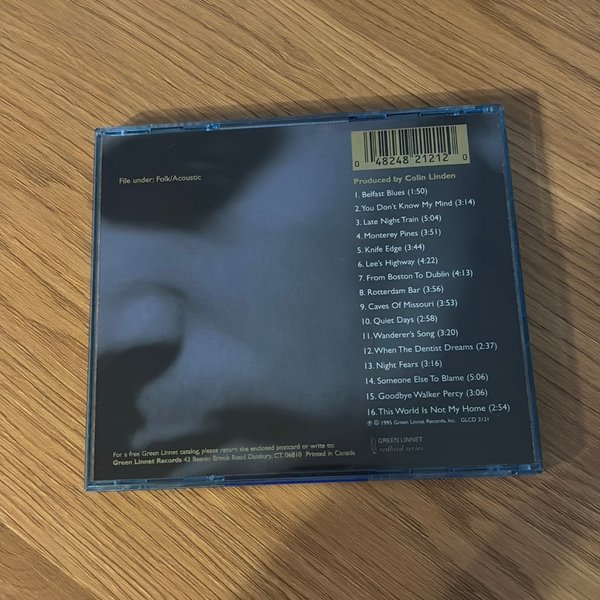 File under: Folk/Acoustic
0 48248 21212 0
Produced by Colin Linden
1. Belfast Blues (1:50)
2. You Don't Know My Mind (3:14)
3. Late Night Train (5:04)
4. Monterey Pines (3:51)
5. Knife Edge (3:44)
6. Lee's Highway (4:22)
7. From Boston To Dublin (4:13)
8. Rotterdam Bar (3:56)
9. Caves Of Missouri (3:53)
10. Quiet Days (2:58)
11. Wanderer's Song (3:20)
12. When The Dentist Dreams (2:37)
13. Night Fears (3:16)
14. Someone Else To Blame (5:06)
15. Goodbye Walker Percy (3:06)
16. This World Is Not My Home (2:54)
℗ © 1995 Green Linnet Records, Inc. GLCD 2121
GREEN LINNET
redbird series
For a free Green Linnet catalog, please return the enclosed postcard or write to:
Green Linnet Records 43 Beaver Brook Road Danbury, CT. 06810 Printed in Canada